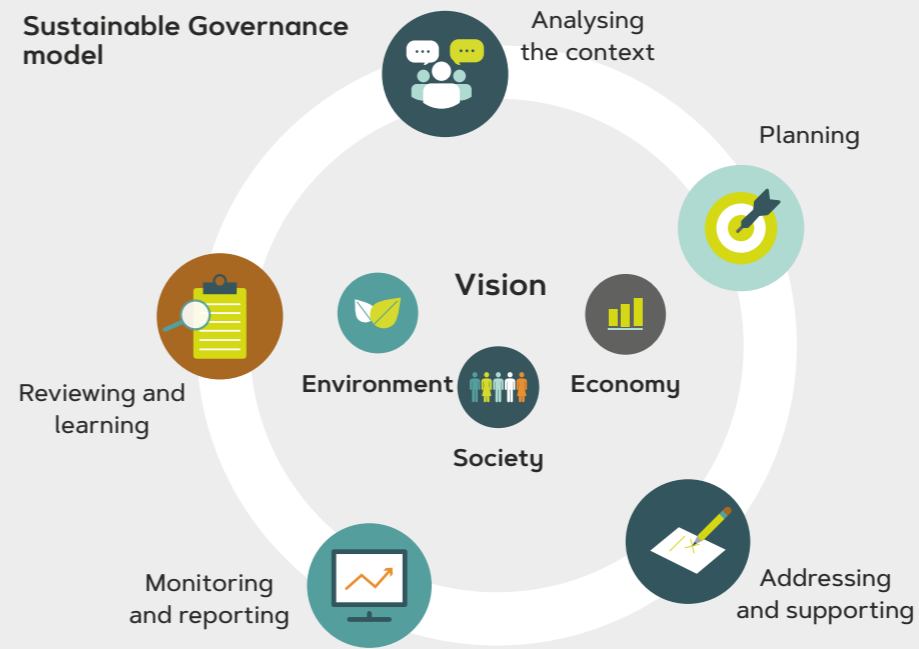 Sustainable Governance
model
Analysing
the context
Planning
Vision
Environment
Economy
Society
Reviewing and
learning
Monitoring
and reporting
Addressing
and supporting